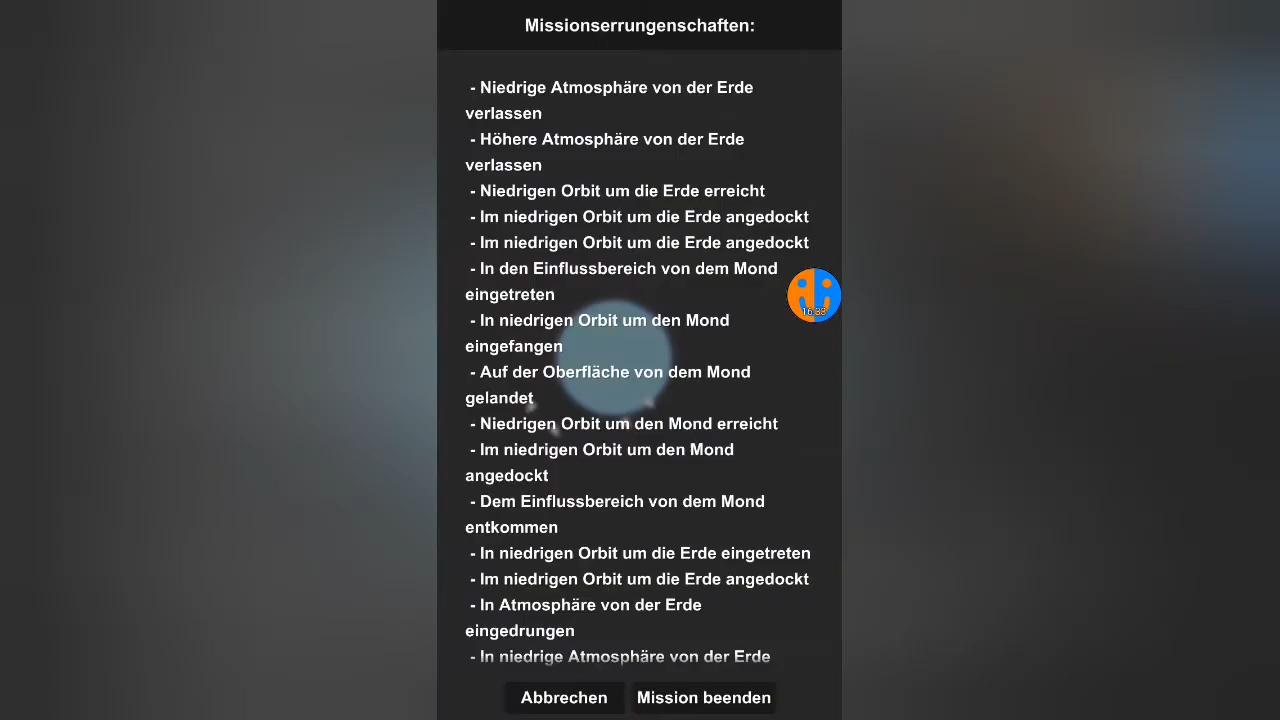 Missionserrungenschaften:
- Niedrige Atmosphäre von der Erde
verlassen
- Höhere Atmosphäre von der Erde
verlassen
- Niedrigen Orbit um die Erde erreicht
- Im niedrigen Orbit um die Erde angedockt
- Im niedrigen Orbit um die Erde angedockt
- In den Einflussbereich von dem Mond
eingetreten
- In niedrigen Orbit um den Mond
eingefangen
- Auf der Oberfläche von dem Mond
gelandet
- Niedrigen Orbit um den Mond erreicht
- Im niedrigen Orbit um den Mond
angedockt
- Dem Einflussbereich von dem Mond
entkommen
- In niedrigen Orbit um die Erde eingetreten
- Im niedrigen Orbit um die Erde angedockt
- In Atmosphäre von der Erde
eingedrungen
- In niedrige Atmosphäre von der Erde
Abbrechen Mission beenden